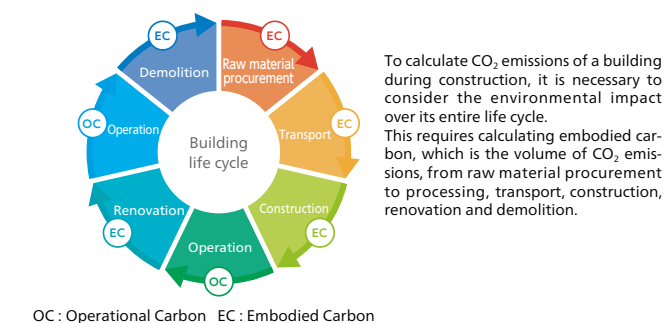 EC
Raw material
procurement
EC
Transport
EC
Construction
EC
Operation
OC
Renovation
EC
Operation
OC
Demolition
EC
Building
life cycle
To calculate CO₂ emissions of a building
during construction, it is necessary to
consider the environmental impact
over its entire life cycle.
This requires calculating embodied car-
bon, which is the volume of CO₂ emis-
sions, from raw material procurement
to processing, transport, construction,
renovation and demolition.
OC : Operational Carbon EC : Embodied Carbon